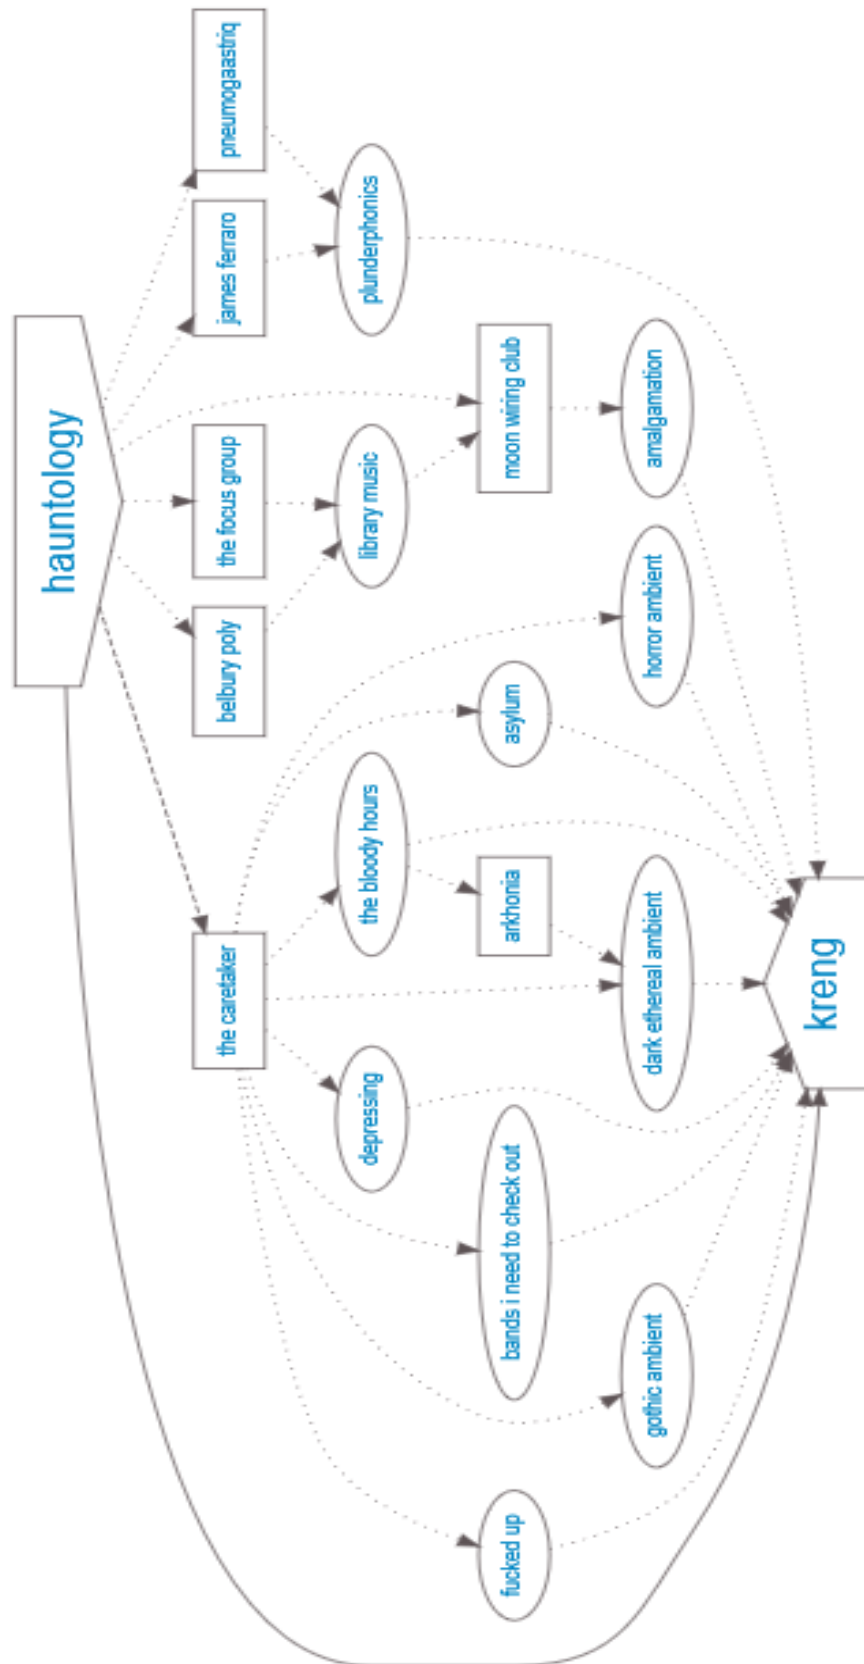 hauntology
pneumogaastriq
james ferraro
the focus group
belbury poly
the caretaker
plunderphonics
library music
the bloody hours
depressing
moon wiring club
asylum
arkhonia
bands i need to check out
fucked up
amalgamation
horror ambient
dark ethereal ambient
gothic ambient
kreng